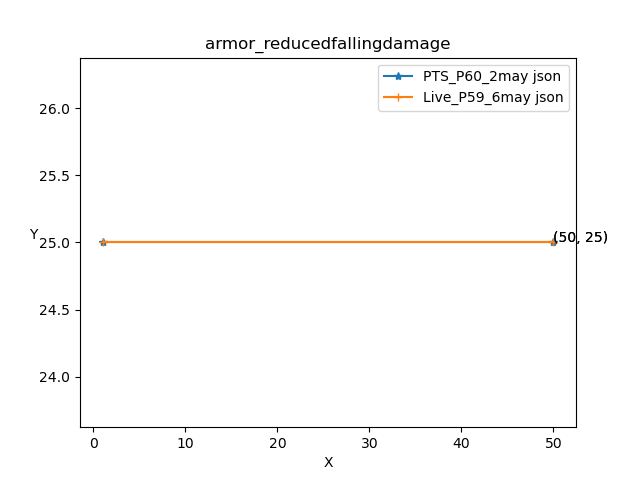 armor_reducedfallingdamage
PTS_P60_2may json
Live_P59_6may json
26.0
25.5
Y
25.0
(50, 25)
24.5
24.0
0 10 20 30 40 50
X